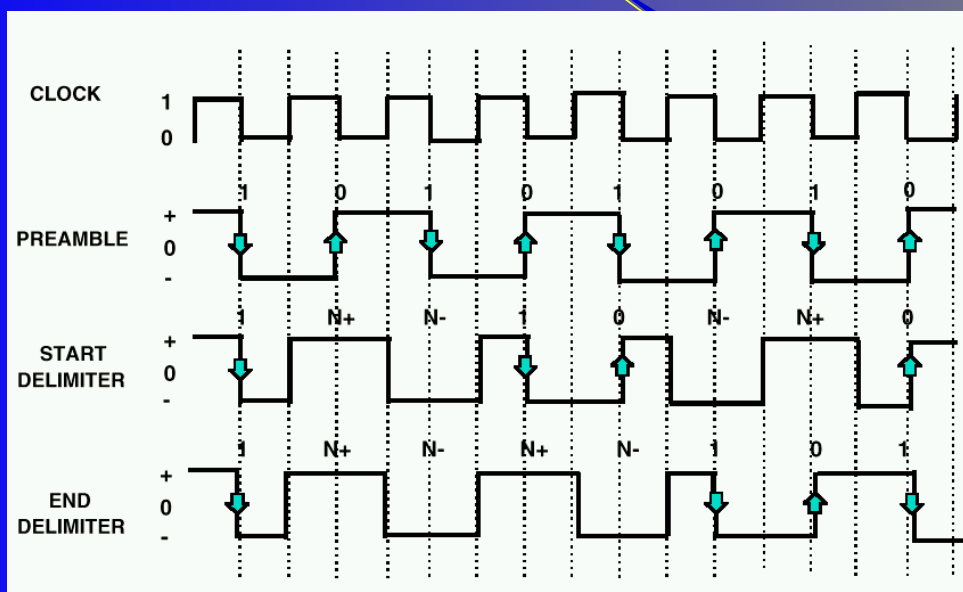 CLOCK
1
0
1 0 1 0 1 0 1 0
PREAMBLE
+
0
-
1 N+ N- 1 0 N- N+ 0
START
DELIMITER
+
0
-
1 N+ N- N+ N- 1 0 1
END
DELIMITER
+
0
-